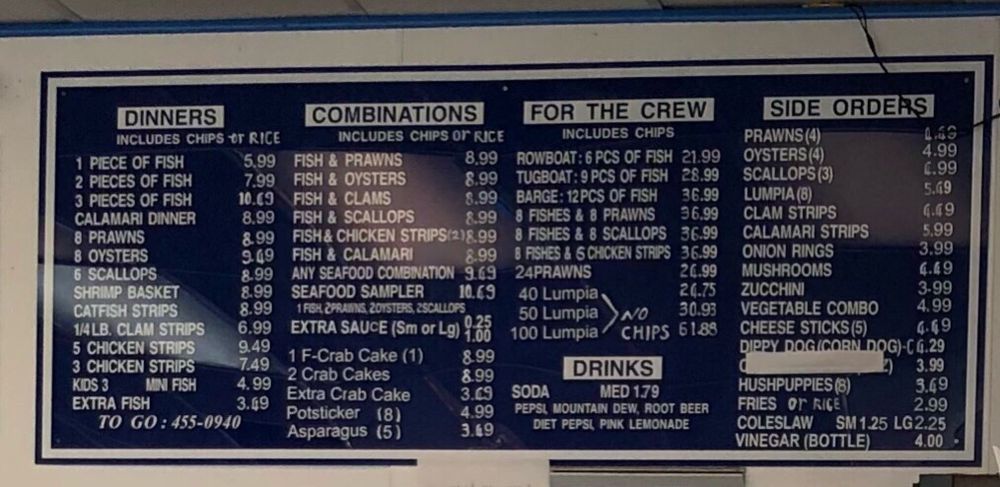 DINNERS
INCLUDES CHIPS or RICE
1 PIECE OF FISH 5.99
2 PIECES OF FISH 7.99
3 PIECES OF FISH 10.69
CALAMARI DINNER 8.99
8 PRAWNS 8.99
8 OYSTERS 9.69
6 SCALLOPS 8.99
SHRIMP BASKET 8.99
CATFISH STRIPS 8.99
1/4 LB. CLAM STRIPS 6.99
5 CHICKEN STRIPS 9.49
3 CHICKEN STRIPS 7.49
KIDS 3 MINI FISH 4.99
EXTRA FISH 3.69
TO GO : 455-0940
COMBINATIONS
INCLUDES CHIPS or RICE
FISH & PRAWNS 8.99
FISH & OYSTERS 8.99
FISH & CLAMS 8.99
FISH & SCALLOPS 8.99
FISH & CHICKEN STRIPS (2) 8.99
FISH & CALAMARI 8.99
ANY SEAFOOD COMBINATION 9.69
SEAFOOD SAMPLER 10.69
1 FISH, 2 PRAWNS, 2 OYSTERS, 2 SCALLOPS
EXTRA SAUCE (Sm or Lg) 0.25 1.00
1 F-Crab Cake (1) 8.99
2 Crab Cakes 8.99
Extra Crab Cake 3.69
Potsticker (8) 4.99
Asparagus (5) 3.69
FOR THE CREW
INCLUDES CHIPS
ROWBOAT: 6 PCS OF FISH 21.99
TUGBOAT: 9 PCS OF FISH 28.99
BARGE: 12 PCS OF FISH 36.99
8 FISHES & 8 PRAWNS 36.99
8 FISHES & 8 SCALLOPS 36.99
8 FISHES & 6 CHICKEN STRIPS 36.99
24 PRAWNS 26.99
40 Lumpia 24.75
50 Lumpia 30.93
100 Lumpia 61.88
NO CHIPS
DRINKS
SODA MED 1.79
PEPSI, MOUNTAIN DEW, ROOT BEER
DIET PEPSI, PINK LEMONADE
SIDE ORDERS
PRAWNS (4)
OYSTERS (4) 4.99
SCALLOPS (3)
LUMPIA (8) 5.69
CLAM STRIPS
CALAMARI STRIPS 5.99
ONION RINGS 3.99
MUSHROOMS
ZUCCHINI 3.99
VEGETABLE COMBO 4.99
CHEESE STICKS (5)
DIPPY DOG (CORN DOG)
3.99
HUSHPUPPIES (8) 3.69
FRIES or RICE 2.99
COLESLAW SM 1.25 LG 2.25
VINEGAR (BOTTLE) 4.00